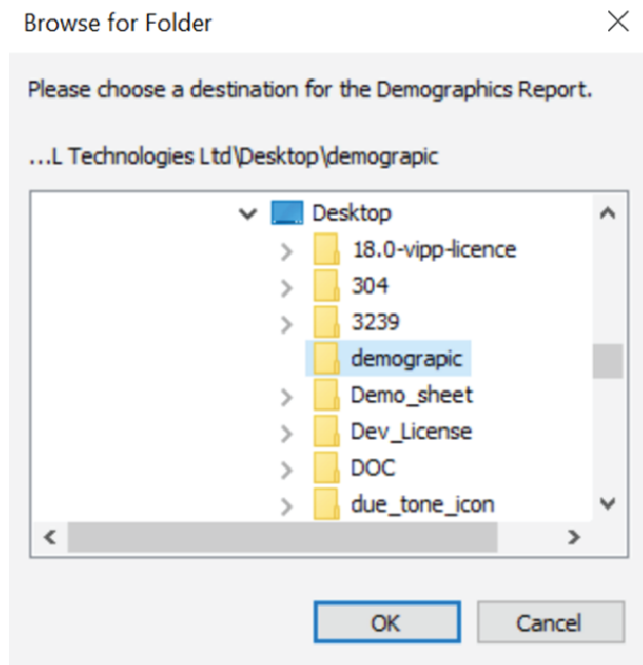 Browse for Folder
Please choose a destination for the Demographics Report.
...L Technologies Ltd\Desktop\demograpic
Desktop
18.0-vipp-licence
304
3239
demograpic
Demo_sheet
Dev_License
DOC
due_tone_icon
OK Cancel